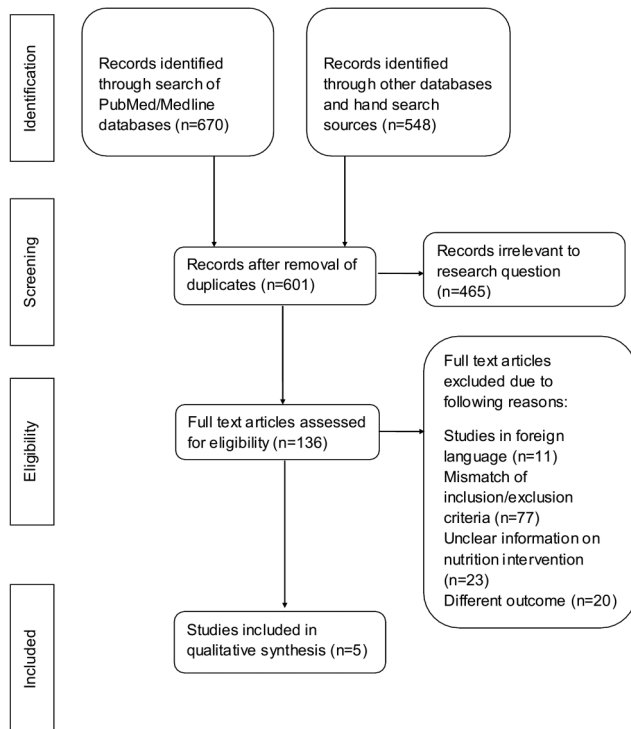 Identification
Records identified
through search of
PubMed/Medline
databases (n=670)
Records identified
through other databases
and hand search
sources (n=548)
Screening
Records after removal of
duplicates (n=601)
Records irrelevant to
research question
(n=465)
Eligibility
Full text articles assessed
for eligibility (n=136)
Full text articles
excluded due to
following reasons:
Studies in foreign
language (n=11)
Mismatch of
inclusion/exclusion
criteria (n=77)
Unclear information on
nutrition intervention
(n=23)
Different outcome (n=20)
Included
Studies included in
qualitative synthesis (n=5)